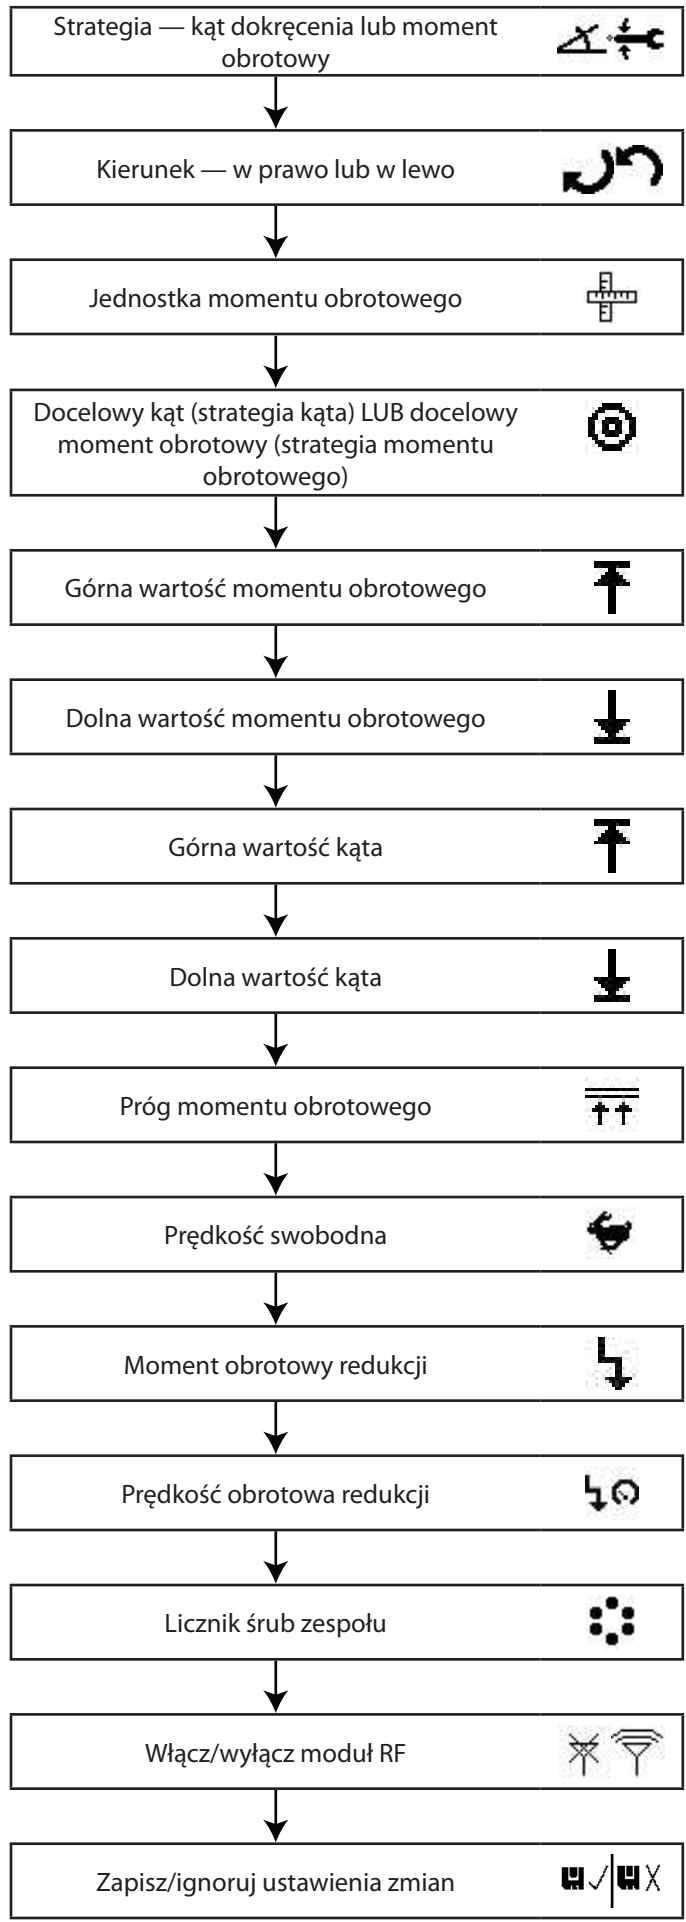 Strategia — kąt dokręcenia lub moment
obrotowy
Kierunek — w prawo lub w lewo
Jednostka momentu obrotowego
Docelowy kąt (strategia kąta) LUB docelowy
moment obrotowy (strategia momentu
obrotowego)
Górna wartość momentu obrotowego
Dolna wartość momentu obrotowego
Górna wartość kąta
Dolna wartość kąta
Próg momentu obrotowego
Prędkość swobodna
Moment obrotowy redukcji
Prędkość obrotowa redukcji
Licznik śrub zespołu
Włącz/wyłącz moduł RF
Zapisz/ignoruj ustawienia zmian